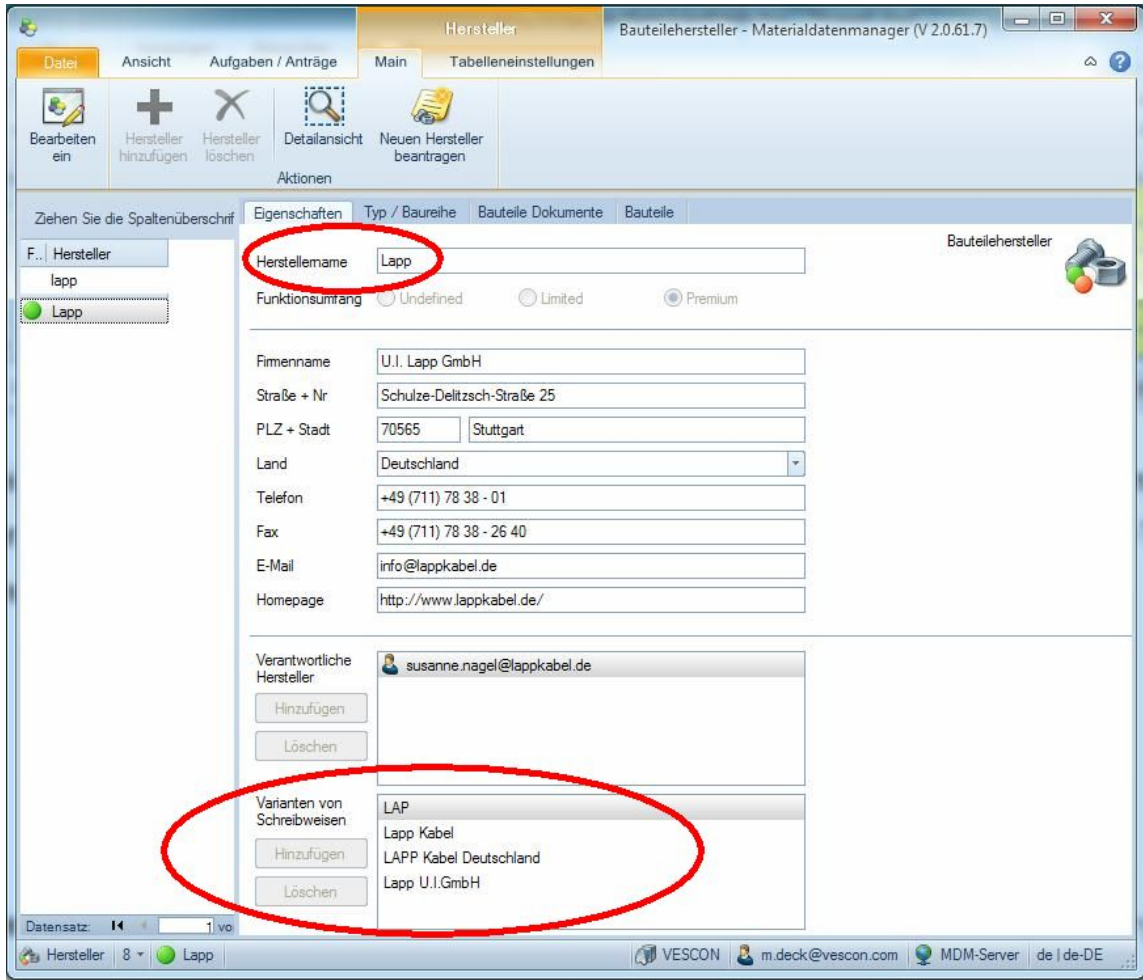 Hersteller
Bauteilehersteller - Materialdatenmanager (V 2.0.61.7)
Datei Ansicht Aufgaben / Anträge Main Tabelleneinstellungen
Bearbeiten ein
Hersteller hinzufügen
Hersteller löschen
Detailansicht
Neuen Hersteller beantragen
Aktionen
Ziehen Sie die Spaltenüberschrif
F.. Hersteller
lapp
Lapp
Eigenschaften Typ / Baureihe Bauteile Dokumente Bauteile
Bauteilehersteller
Herstellername Lapp
Funktionsumfang Undefined Limited Premium
Firmenname U.I. Lapp GmbH
Straße + Nr Schulze-Delitzsch-Straße 25
PLZ + Stadt 70565 Stuttgart
Land Deutschland
Telefon +49 (711) 78 38 - 01
Fax +49 (711) 78 38 - 26 40
E-Mail info@lappkabel.de
Homepage http://www.lappkabel.de/
Verantwortliche Hersteller
susanne.nagel@lappkabel.de
Hinzufügen
Löschen
Varianten von Schreibweisen
LAP
Lapp Kabel
LAPP Kabel Deutschland
Lapp U.I.GmbH
Hinzufügen
Löschen
Datensatz: 1 vo
Hersteller 8 Lapp VESCON m.deck@vescon.com MDM-Server de | de-DE